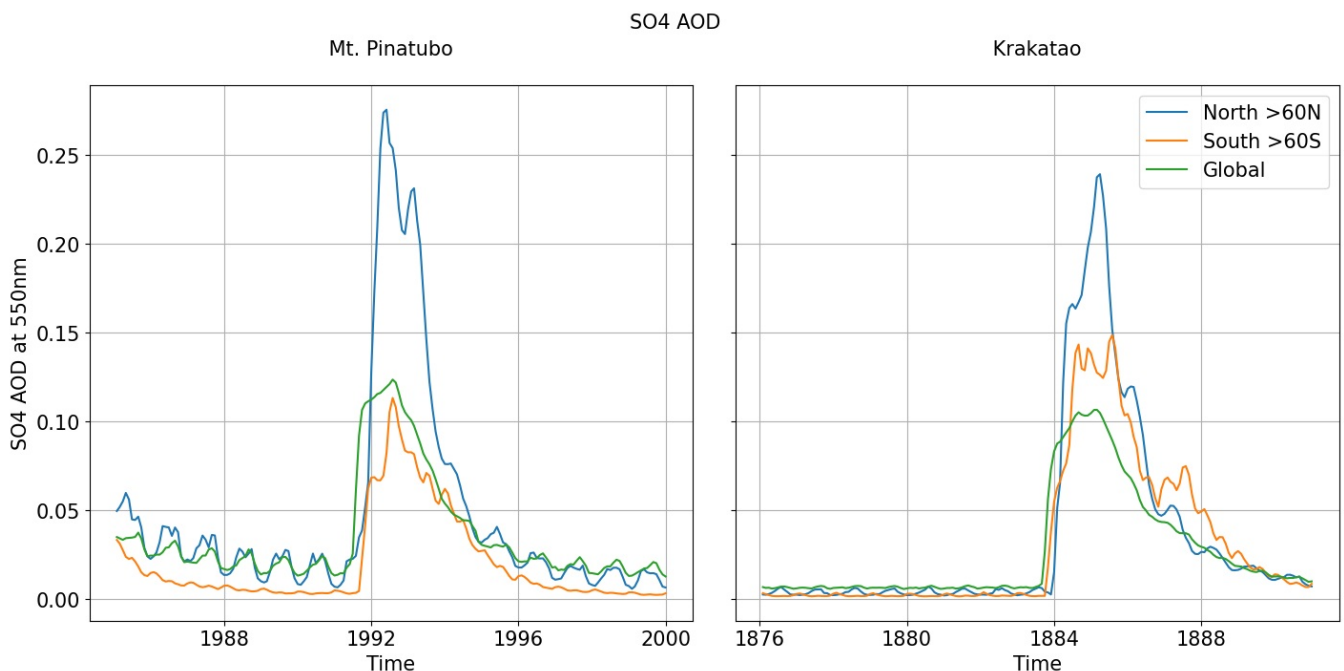 SO4 AOD
Mt. Pinatubo
Krakatao
SO4 AOD at 550nm
0.25
0.20
0.15
0.10
0.05
0.00
1988
1992
1996
2000
Time
North >60N
South >60S
Global
1876
1880
1884
1888
Time